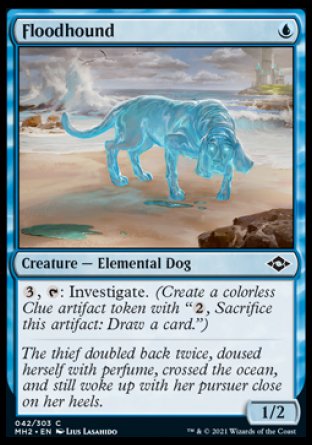 Floodhound
Creature — Elemental Dog
3, : Investigate. (Create a colorless
Clue artifact token with “2, Sacrifice
this artifact: Draw a card.”)
The thief doubled back twice, doused
herself with perfume, crossed the ocean,
and still woke up with her pursuer close
on her heels.
1/2
042/303 C
MH2 • EN LIUS LASAHIDO
™ & © 2021 Wizards of the Coast